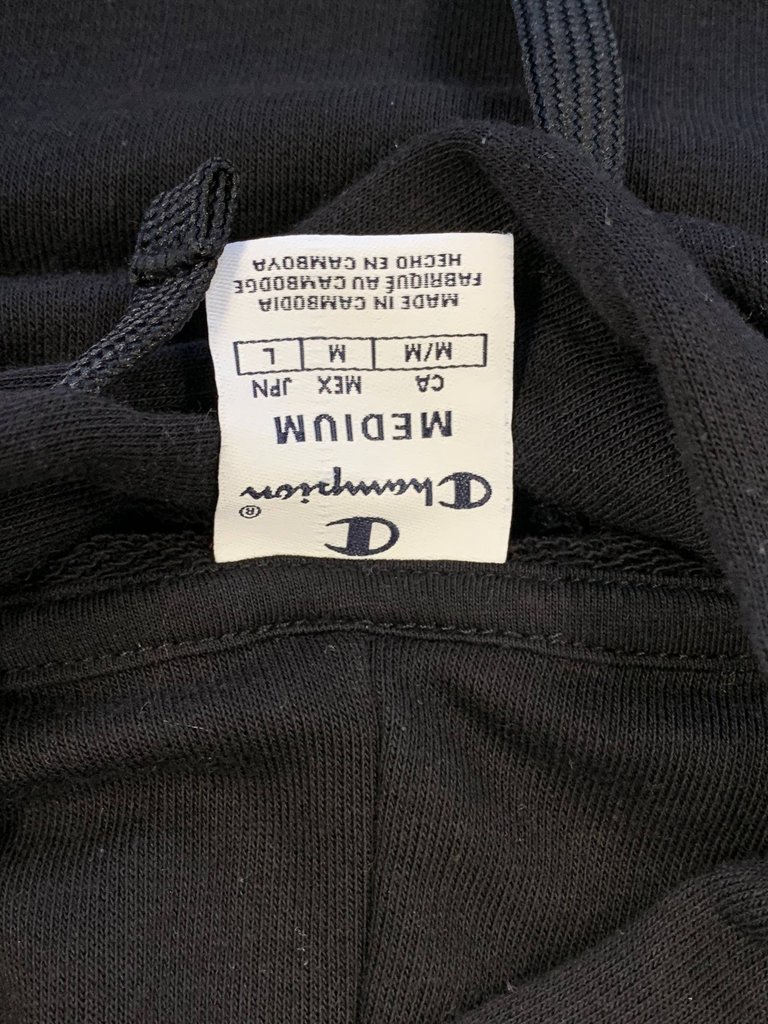 Champion®
MEDIUM
CA MEX JPN
M/M M L
MADE IN CAMBODIA
FABRIQUÉ AU CAMBODGE
HECHO EN CAMBOYA